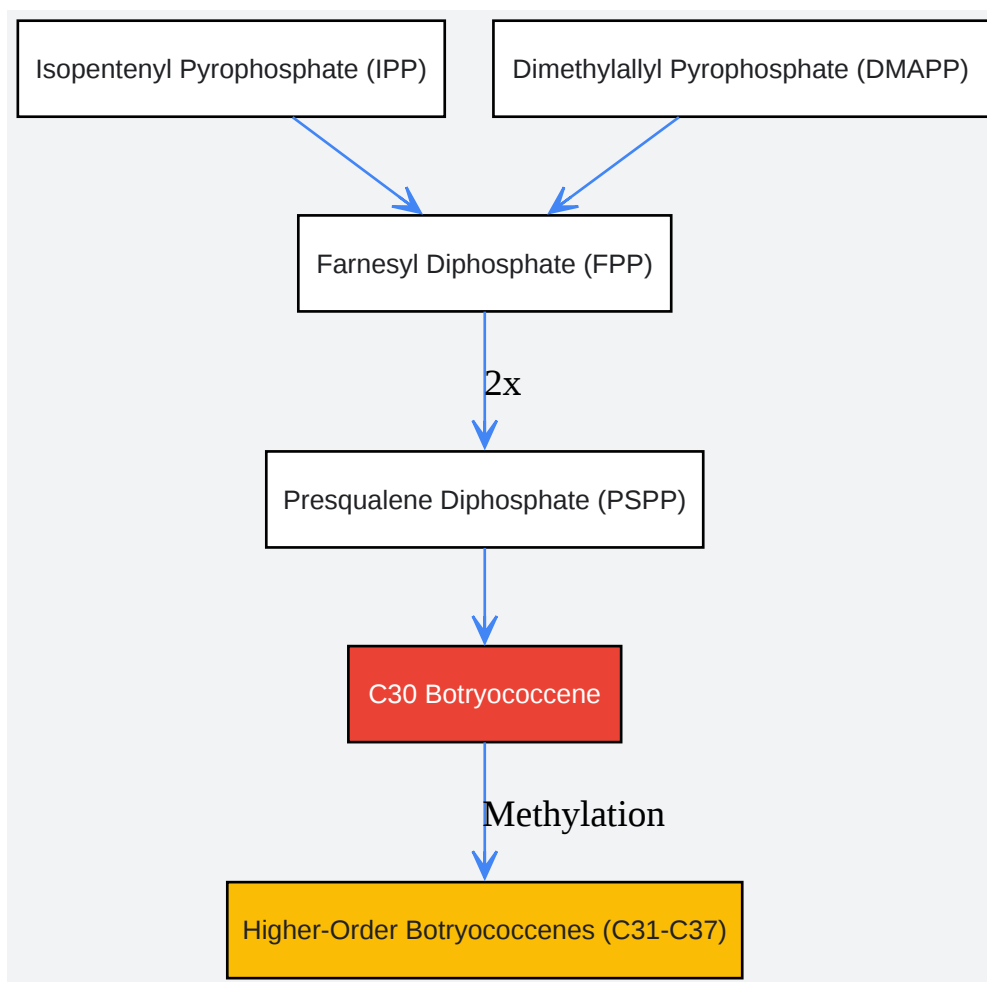 Isopentenyl Pyrophosphate (IPP)
Dimethylallyl Pyrophosphate (DMAPP)
Farnesyl Diphosphate (FPP)
2x
Presqualene Diphosphate (PSPP)
C30 Botryococcene
Methylation
Higher-Order Botryococcenes (C31-C37)